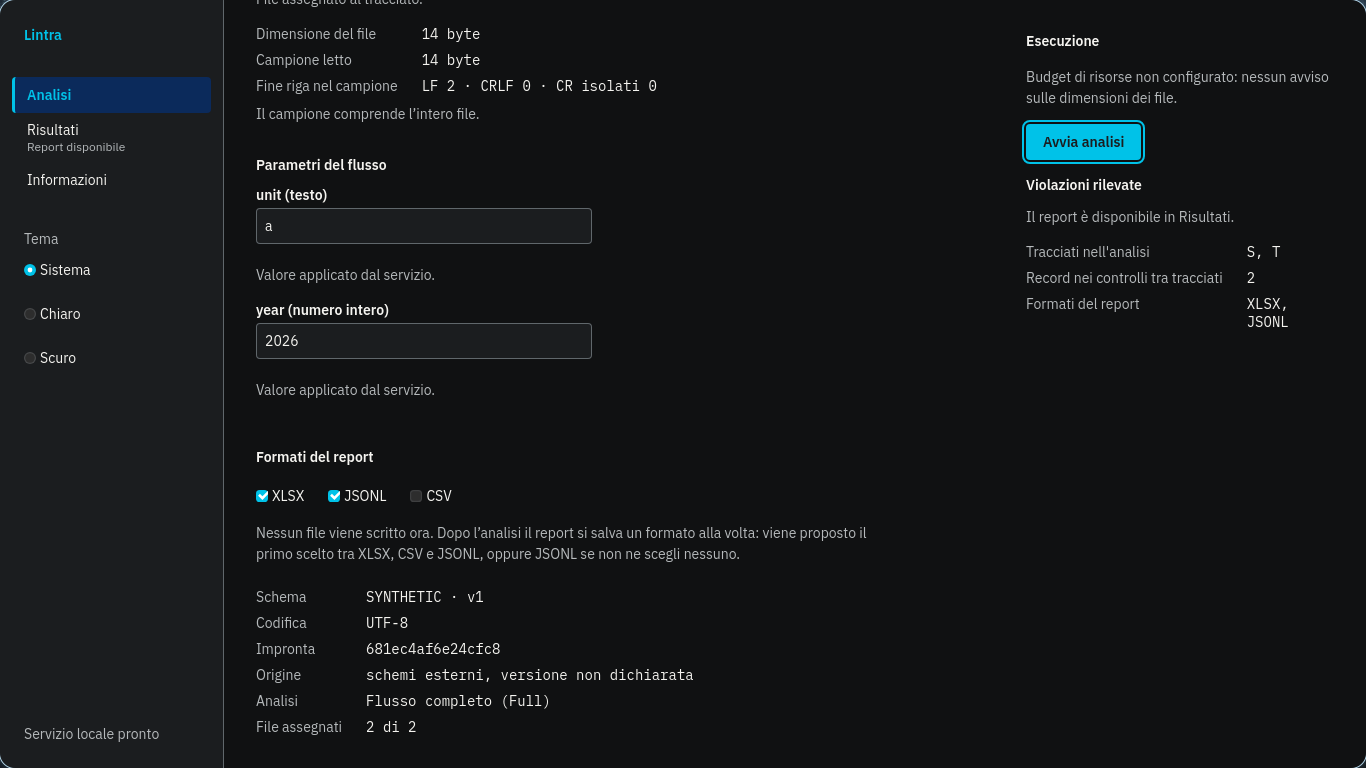 Lintra
Analisi
Risultati
Report disponibile
Informazioni
Tema
Sistema
Chiaro
Scuro
Servizio locale pronto
File assegnato al tracciato.
Dimensione del file 14 byte
Campione letto 14 byte
Fine riga nel campione LF 2 · CRLF 0 · CR isolati 0
Il campione comprende l’intero file.
Parametri del flusso
unit (testo)
a
Valore applicato dal servizio.
year (numero intero)
2026
Valore applicato dal servizio.
Formati del report
XLSX JSONL CSV
Nessun file viene scritto ora. Dopo l’analisi il report si salva un formato alla volta: viene proposto il
primo scelto tra XLSX, CSV e JSONL, oppure JSONL se non ne scegli nessuno.
Schema SYNTHETIC · v1
Codifica UTF-8
Impronta 681ec4af6e24cfc8
Origine schemi esterni, versione non dichiarata
Analisi Flusso completo (Full)
File assegnati 2 di 2
Esecuzione
Budget di risorse non configurato: nessun avviso
sulle dimensioni dei file.
Avvia analisi
Violazioni rilevate
Il report è disponibile in Risultati.
Tracciati nell'analisi S, T
Record nei controlli tra tracciati 2
Formati del report XLSX,
JSONL